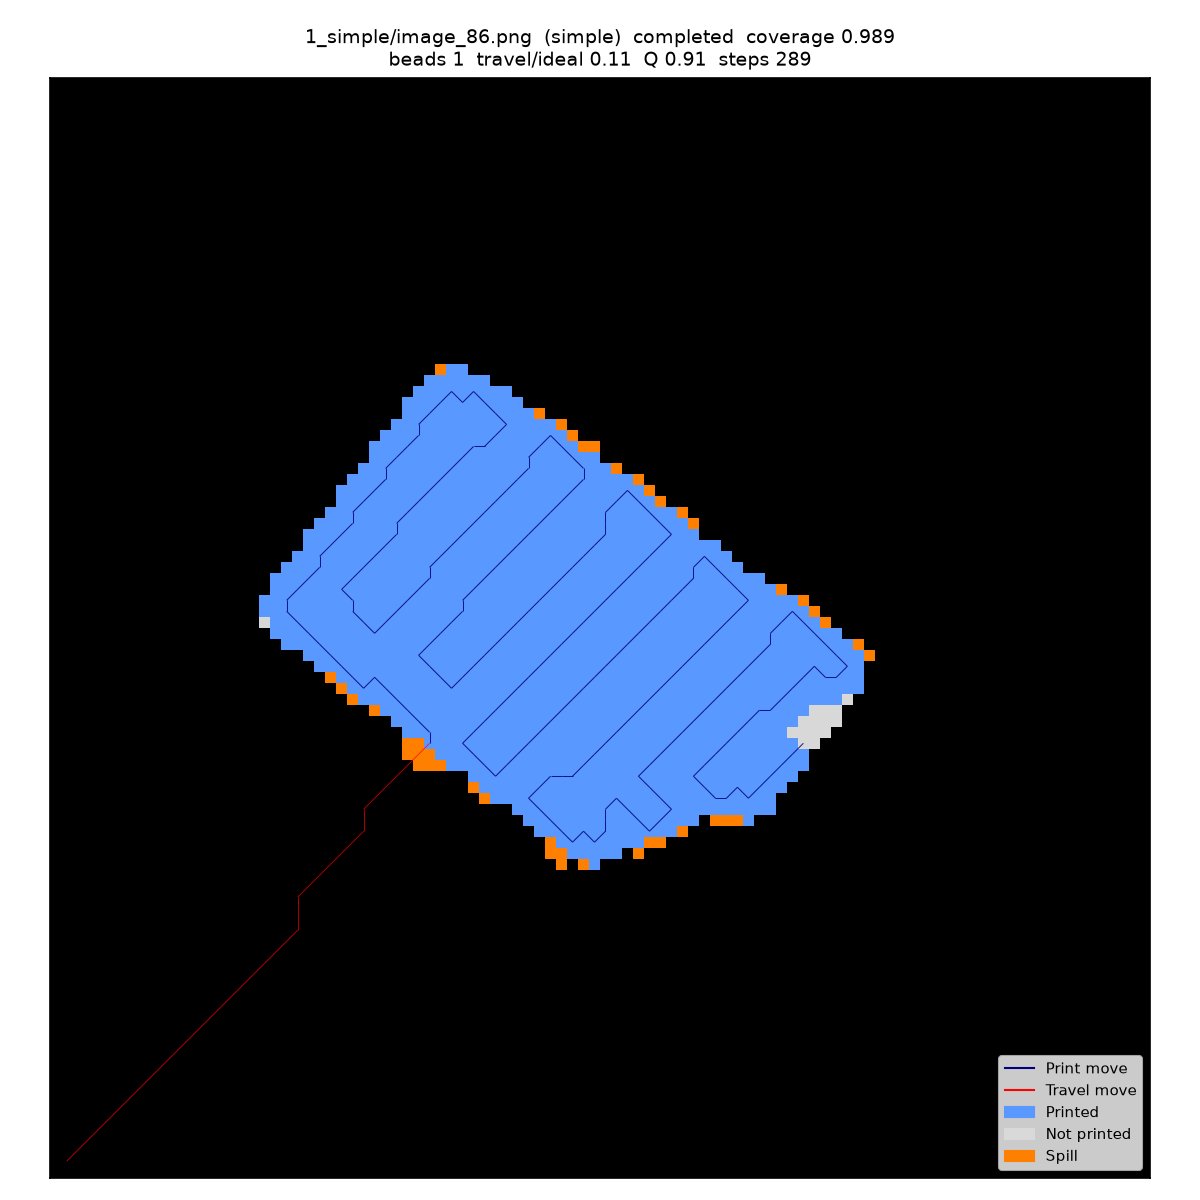 1_simple/image_86.png  (simple)  completed  coverage 0.989
beads 1  travel/ideal 0.11  Q 0.91  steps 289
Print move
Travel move
Printed
Not printed
Spill